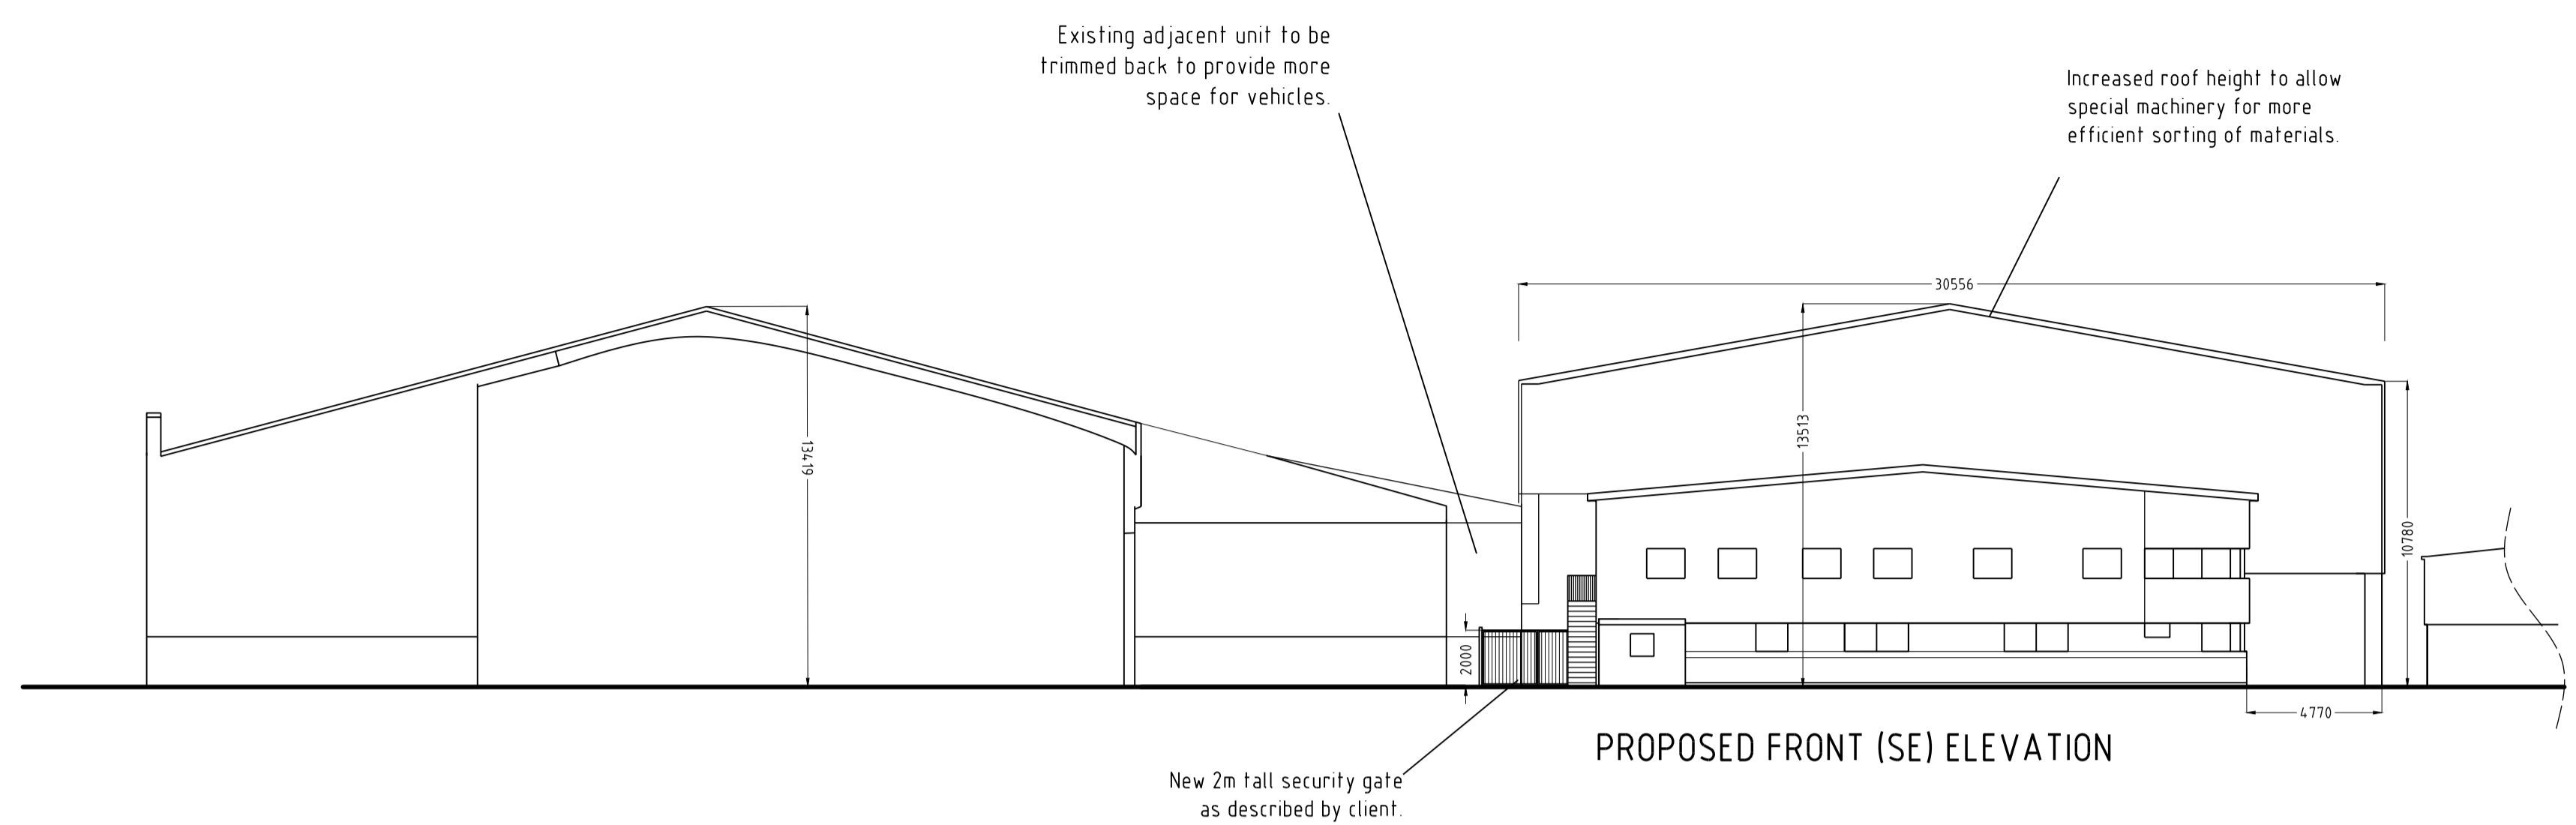 Existing adjacent unit to be
trimmed back to provide more
space for vehicles.
Increased roof height to allow
special machinery for more
efficient sorting of materials.
30556
13419
13513
10780
2000
4770
PROPOSED FRONT (SE) ELEVATION
New 2m tall security gate
as described by client.